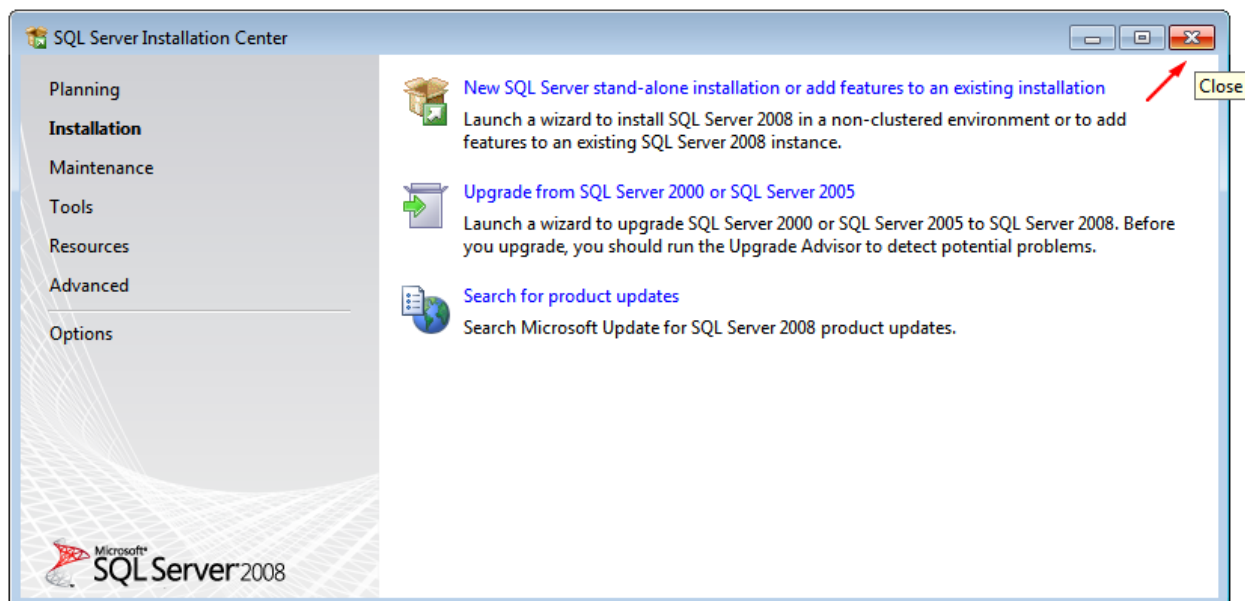 SQL Server Installation Center
Close
Planning
Installation
Maintenance
Tools
Resources
Advanced
Options
New SQL Server stand-alone installation or add features to an existing installation
Launch a wizard to install SQL Server 2008 in a non-clustered environment or to add
features to an existing SQL Server 2008 instance.
Upgrade from SQL Server 2000 or SQL Server 2005
Launch a wizard to upgrade SQL Server 2000 or SQL Server 2005 to SQL Server 2008. Before
you upgrade, you should run the Upgrade Advisor to detect potential problems.
Search for product updates
Search Microsoft Update for SQL Server 2008 product updates.
Microsoft®
SQL Server 2008